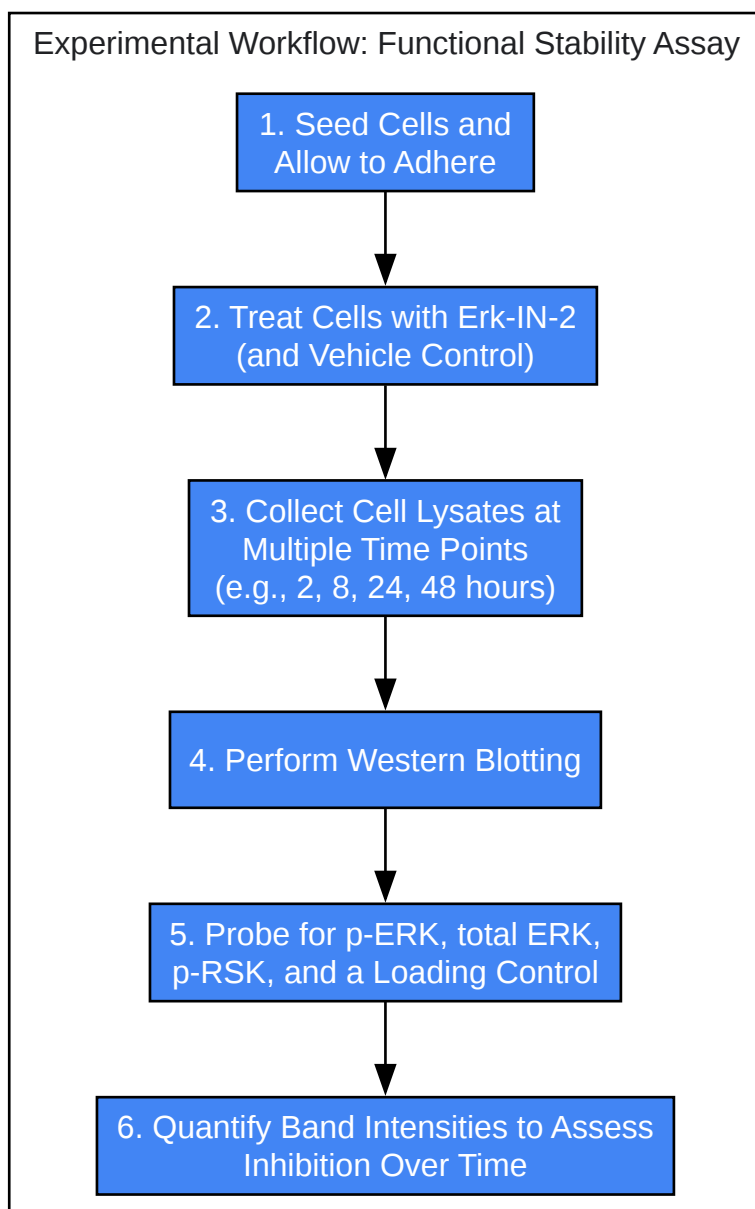 Experimental Workflow: Functional Stability Assay
1. Seed Cells and
Allow to Adhere
2. Treat Cells with Erk-IN-2
(and Vehicle Control)
3. Collect Cell Lysates at
Multiple Time Points
(e.g., 2, 8, 24, 48 hours)
4. Perform Western Blotting
5. Probe for p-ERK, total ERK,
p-RSK, and a Loading Control
6. Quantify Band Intensities to Assess
Inhibition Over Time